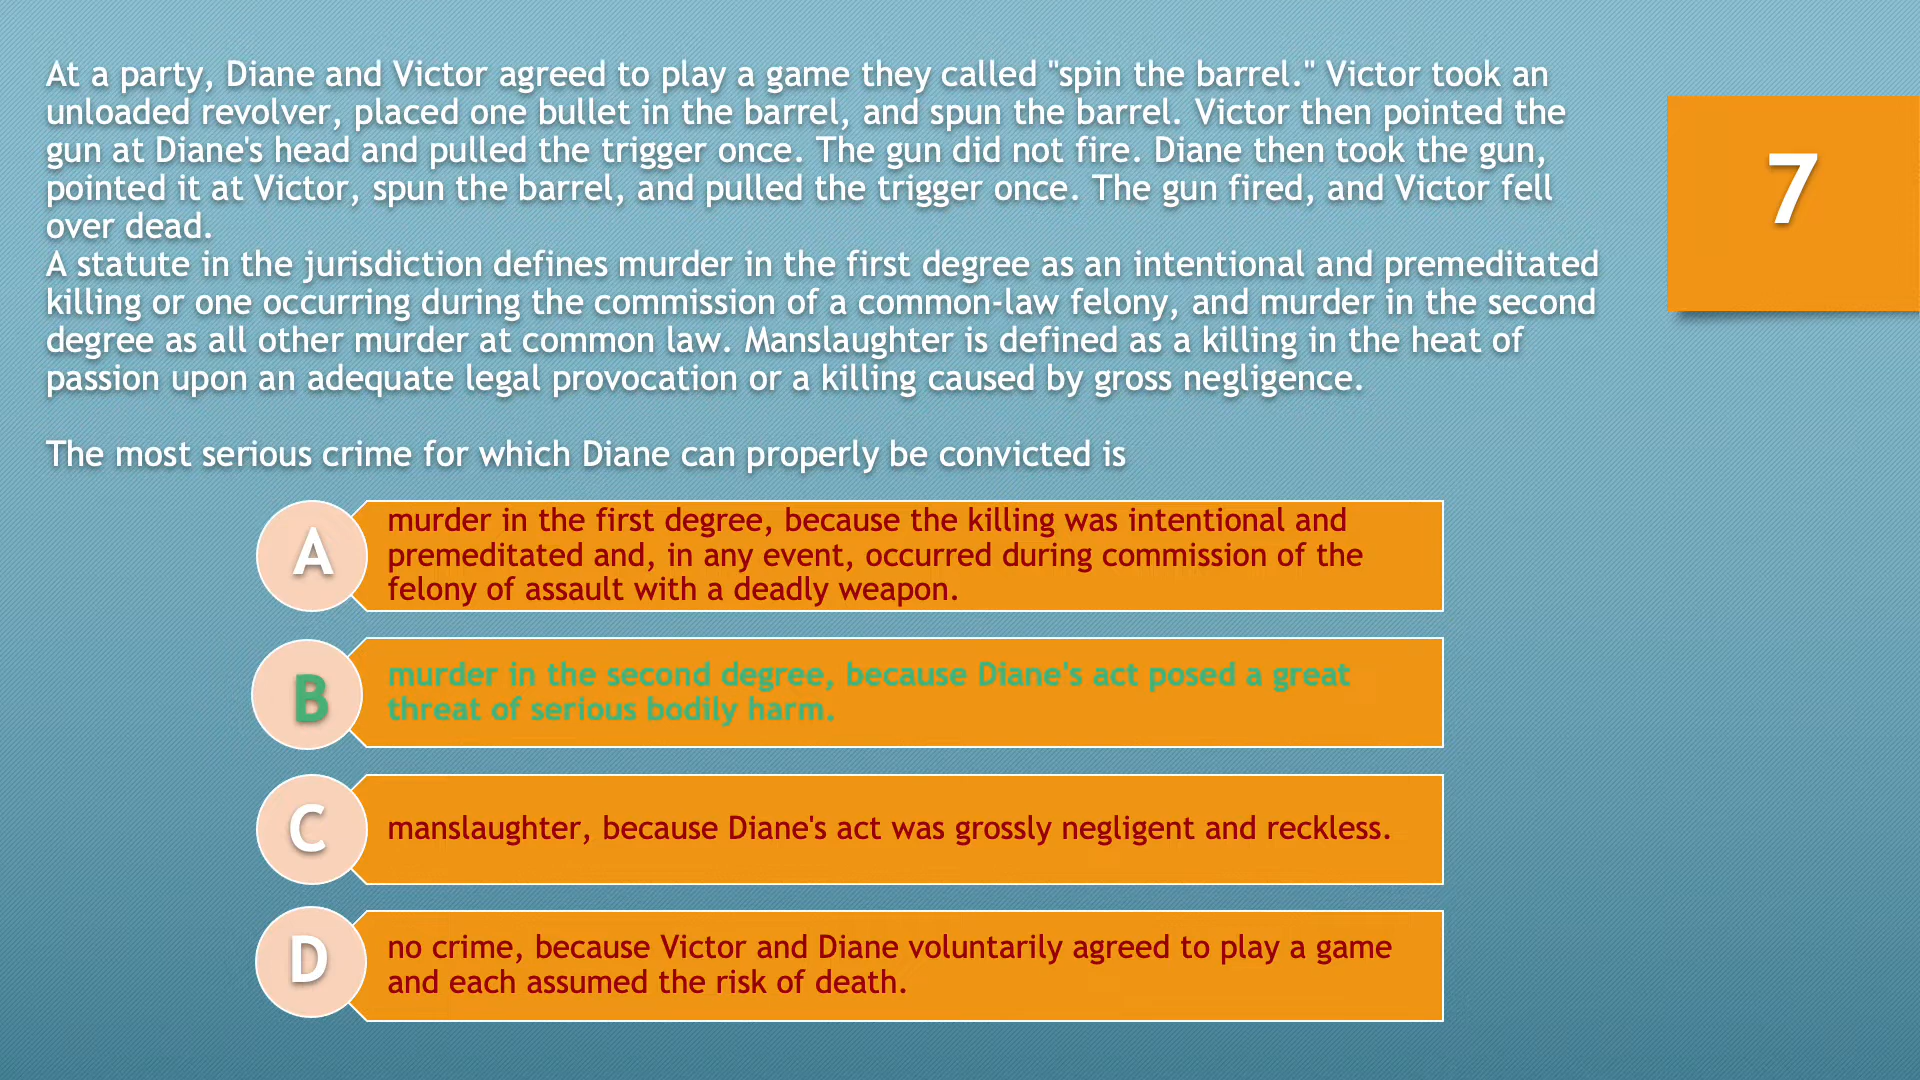 At a party, Diane and Victor agreed to play a game they called "spin the barrel." Victor took an
unloaded revolver, placed one bullet in the barrel, and spun the barrel. Victor then pointed the
gun at Diane's head and pulled the trigger once. The gun did not fire. Diane then took the gun,
pointed it at Victor, spun the barrel, and pulled the trigger once. The gun fired, and Victor fell
over dead.
A statute in the jurisdiction defines murder in the first degree as an intentional and premeditated
killing or one occurring during the commission of a common-law felony, and murder in the second
degree as all other murder at common law. Manslaughter is defined as a killing in the heat of
passion upon an adequate legal provocation or a killing caused by gross negligence.
The most serious crime for which Diane can properly be convicted is
7
A
murder in the first degree, because the killing was intentional and
premeditated and, in any event, occurred during commission of the
felony of assault with a deadly weapon.
B
murder in the second degree, because Diane's act posed a great
threat of serious bodily harm.
C
manslaughter, because Diane's act was grossly negligent and reckless.
D
no crime, because Victor and Diane voluntarily agreed to play a game
and each assumed the risk of death.